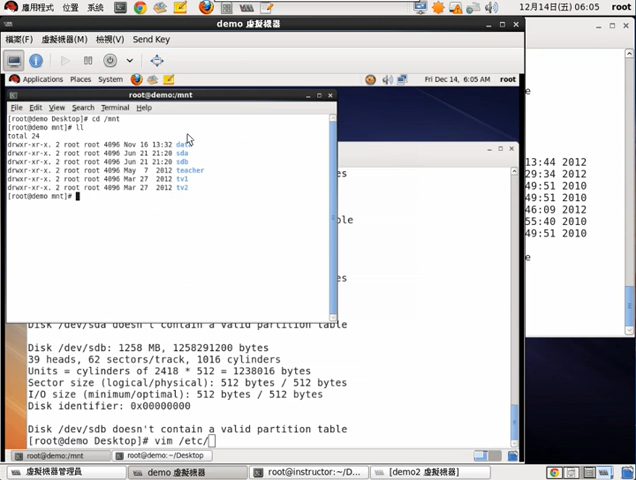 應用程式 位置 系統 12月14日(五) 06:05 root
demo 虛擬機器
檔案(F) 虛擬機器(M) 檢視(V) Send Key
Applications Places System Fri Dec 14, 6:05 AM root
root@demo:/mnt
File Edit View Search Terminal Help
[root@demo Desktop]# cd /mnt
[root@demo mnt]# ll
total 24
drwxr-xr-x. 2 root root 4096 Nov 16 13:32 data
drwxr-xr-x. 2 root root 4096 Jun 21 21:20 sda
drwxr-xr-x. 2 root root 4096 Jun 21 21:20 sdb
drwxr-xr-x. 2 root root 4096 May 7 2012 teacher
drwxr-xr-x. 2 root root 4096 Mar 27 2012 tv1
drwxr-xr-x. 2 root root 4096 Mar 27 2012 tv2
[root@demo mnt]#
es
ble
es
Disk /dev/sda doesn't contain a valid partition table
Disk /dev/sdb: 1258 MB, 1258291200 bytes
39 heads, 62 sectors/track, 1016 cylinders
Units = cylinders of 2418 * 512 = 1238016 bytes
Sector size (logical/physical): 512 bytes / 512 bytes
I/O size (minimum/optimal): 512 bytes / 512 bytes
Disk identifier: 0x00000000
Disk /dev/sdb doesn't contain a valid partition table
[root@demo Desktop]# vim /etc/
root@demo:/mnt root@demo:~/Desktop
e
13:44 2012
29:34 2012
49:51 2010
46:09 2012
55:40 2010
49:51 2010
e
虛擬機器管理員 demo 虛擬機器 root@instructor:~/D... [demo2 虛擬機器]